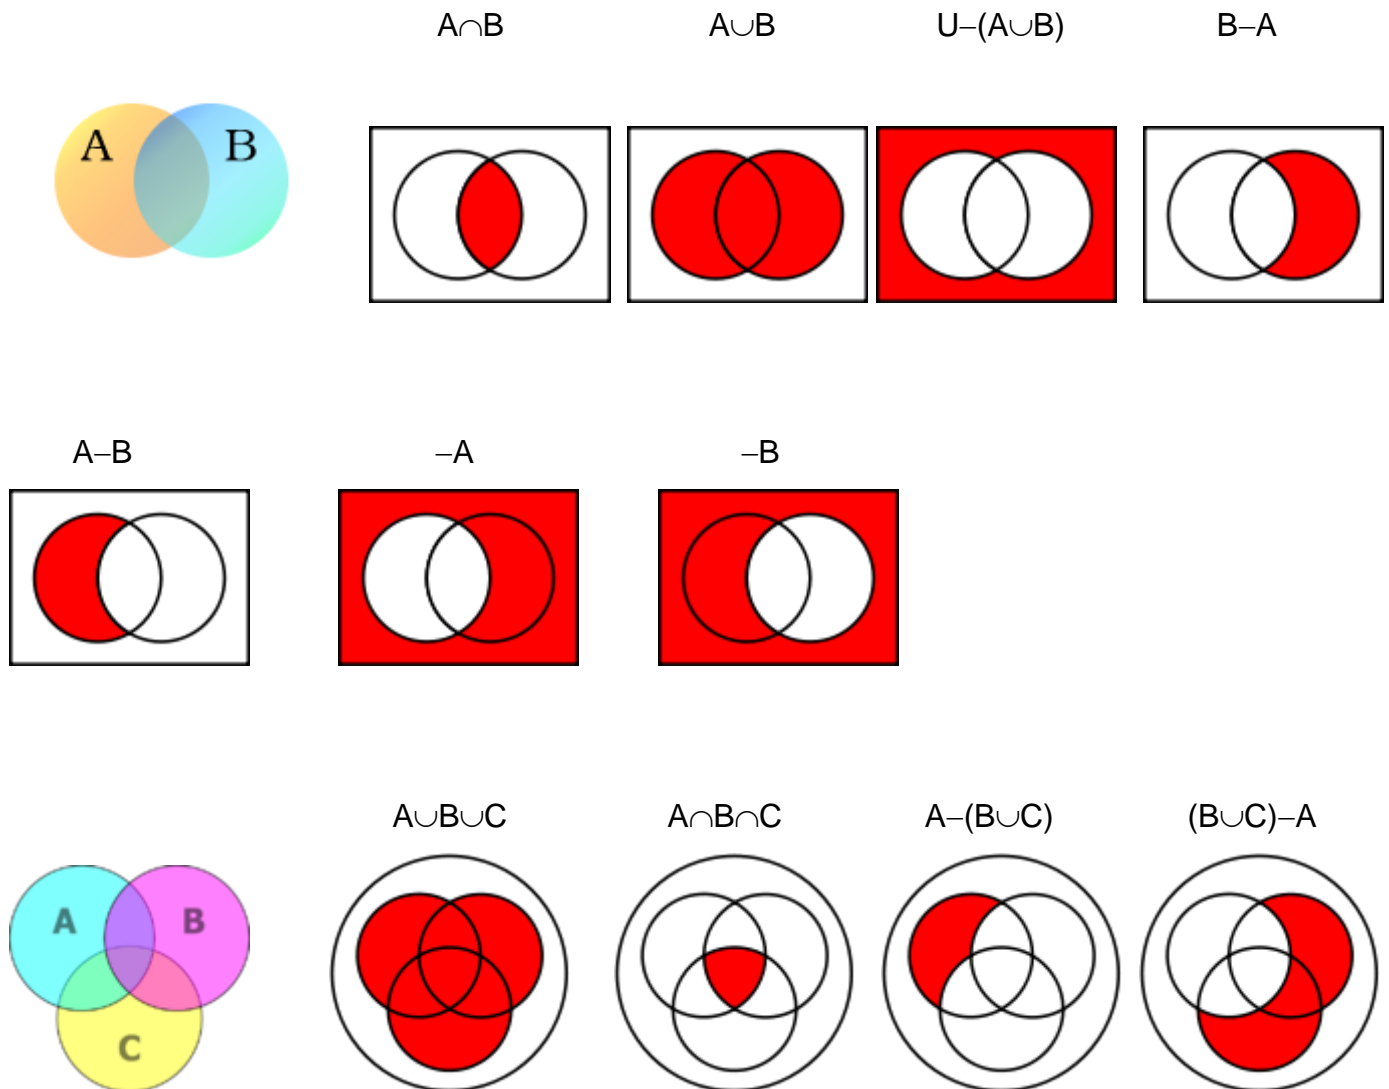 A∩B A∪B U–(A∪B) B–A
A B
A–B –A –B
A∪B∪C A∩B∩C A–(B∪C) (B∪C)–A
A B
C